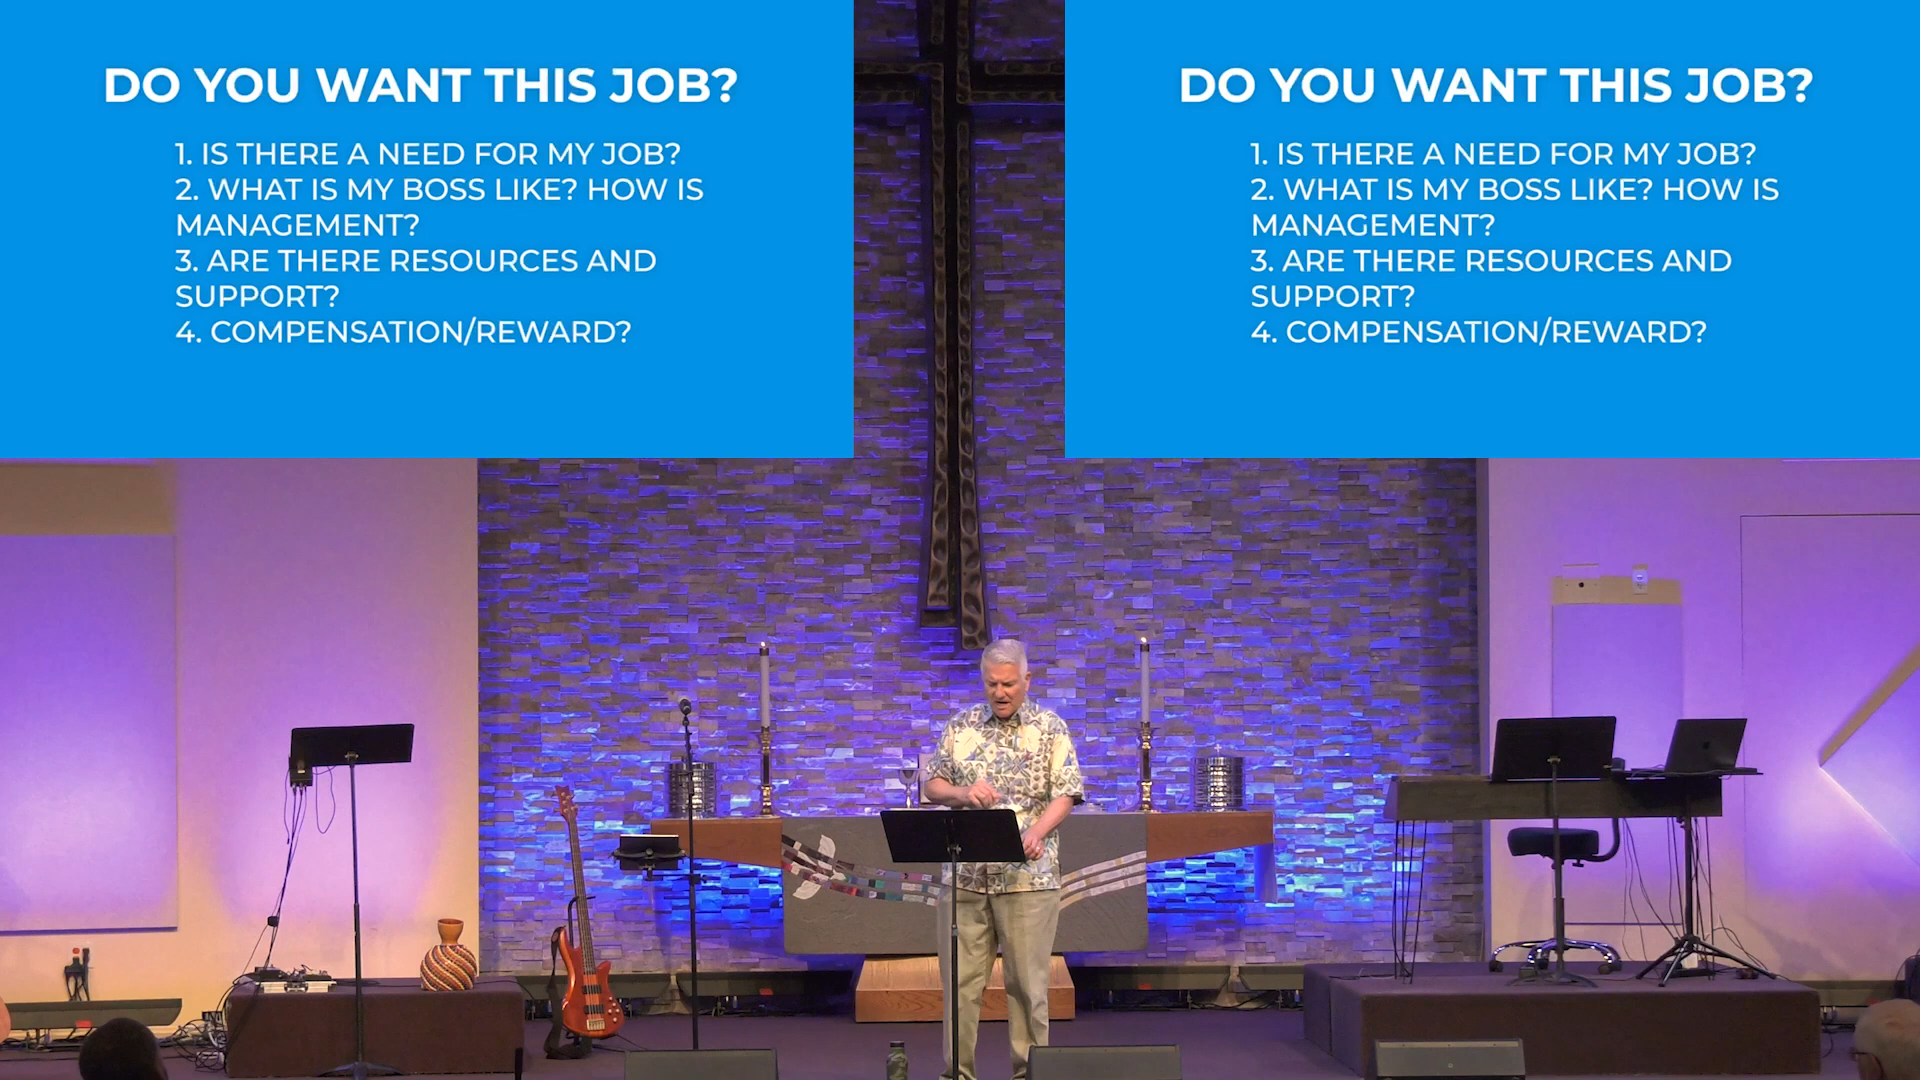 DO YOU WANT THIS JOB?
1. IS THERE A NEED FOR MY JOB?
2. WHAT IS MY BOSS LIKE? HOW IS
MANAGEMENT?
3. ARE THERE RESOURCES AND
SUPPORT?
4. COMPENSATION/REWARD?
DO YOU WANT THIS JOB?
1. IS THERE A NEED FOR MY JOB?
2. WHAT IS MY BOSS LIKE? HOW IS
MANAGEMENT?
3. ARE THERE RESOURCES AND
SUPPORT?
4. COMPENSATION/REWARD?